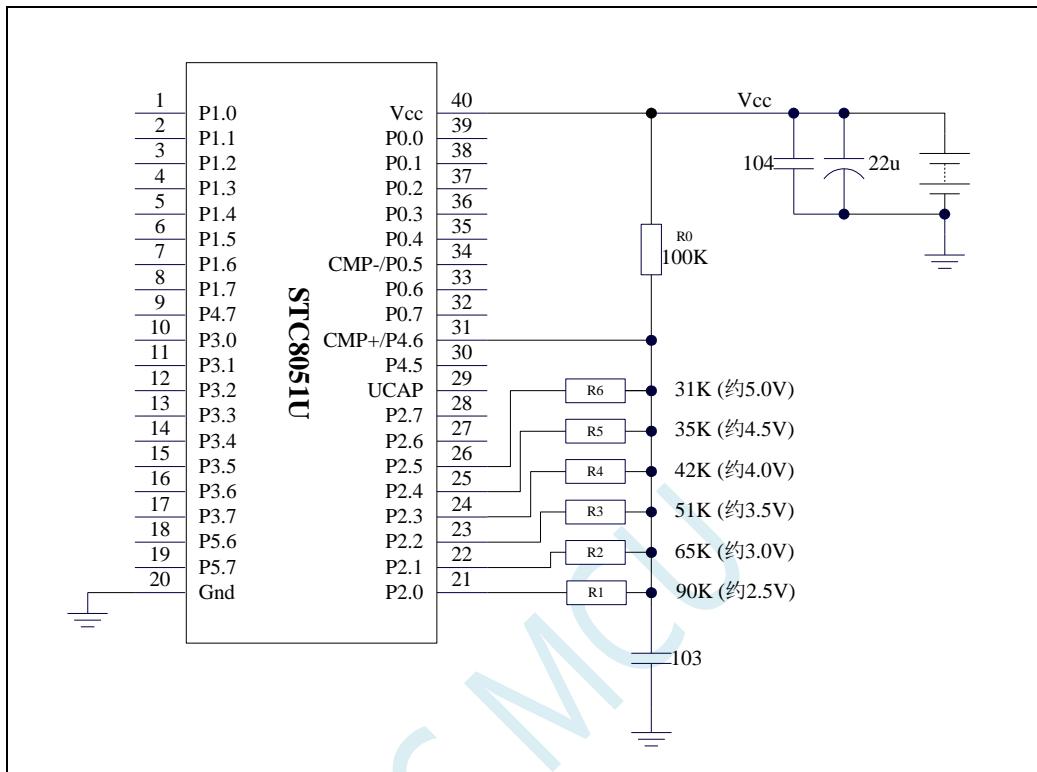 1 P1.0 Vcc 40 Vcc
2 P1.1 P0.0 39
3 P1.2 P0.1 38 104 22u
4 P1.3 P0.2 37
5 P1.4 P0.3 36
6 P1.5 P0.4 35 R0
7 P1.6 CMP-/P0.5 34 100K
8 P1.7 P0.6 33
9 P4.7 P0.7 32
10 P3.0 CMP+/P4.6 31
11 P3.1 P4.5 30
12 P3.2 UCAP 29 R6 31K (约5.0V)
13 P3.3 P2.7 28
14 P3.4 P2.6 27 R5 35K (约4.5V)
15 P3.5 P2.5 26
16 P3.6 P2.4 25 R4 42K (约4.0V)
17 P3.7 P2.3 24 R3 51K (约3.5V)
18 P5.6 P2.2 23
19 P5.7 P2.1 22 R2 65K (约3.0V)
20 Gnd P2.0 21 R1 90K (约2.5V)
STC8051U
103
MCU